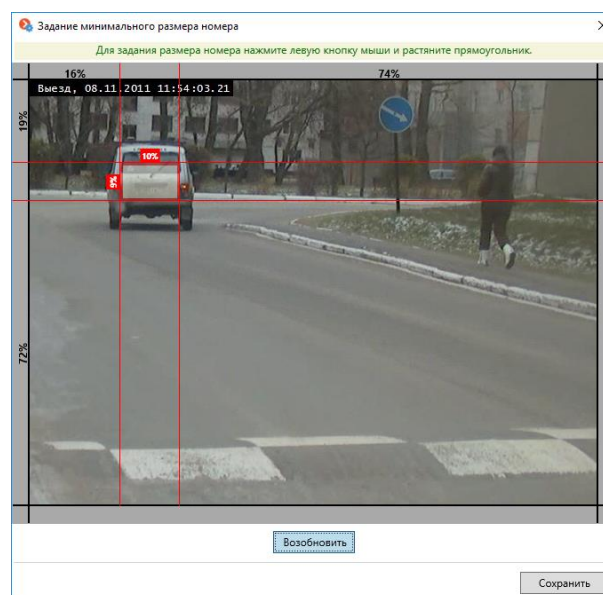 Задание минимального размера номера
Для задания размера номера нажмите левую кнопку мыши и растяните прямоугольник.
16% 74%
Выезд, 08.11.2011 11:54:03.21
19%
10%
9%
72%
Возобновить
Сохранить